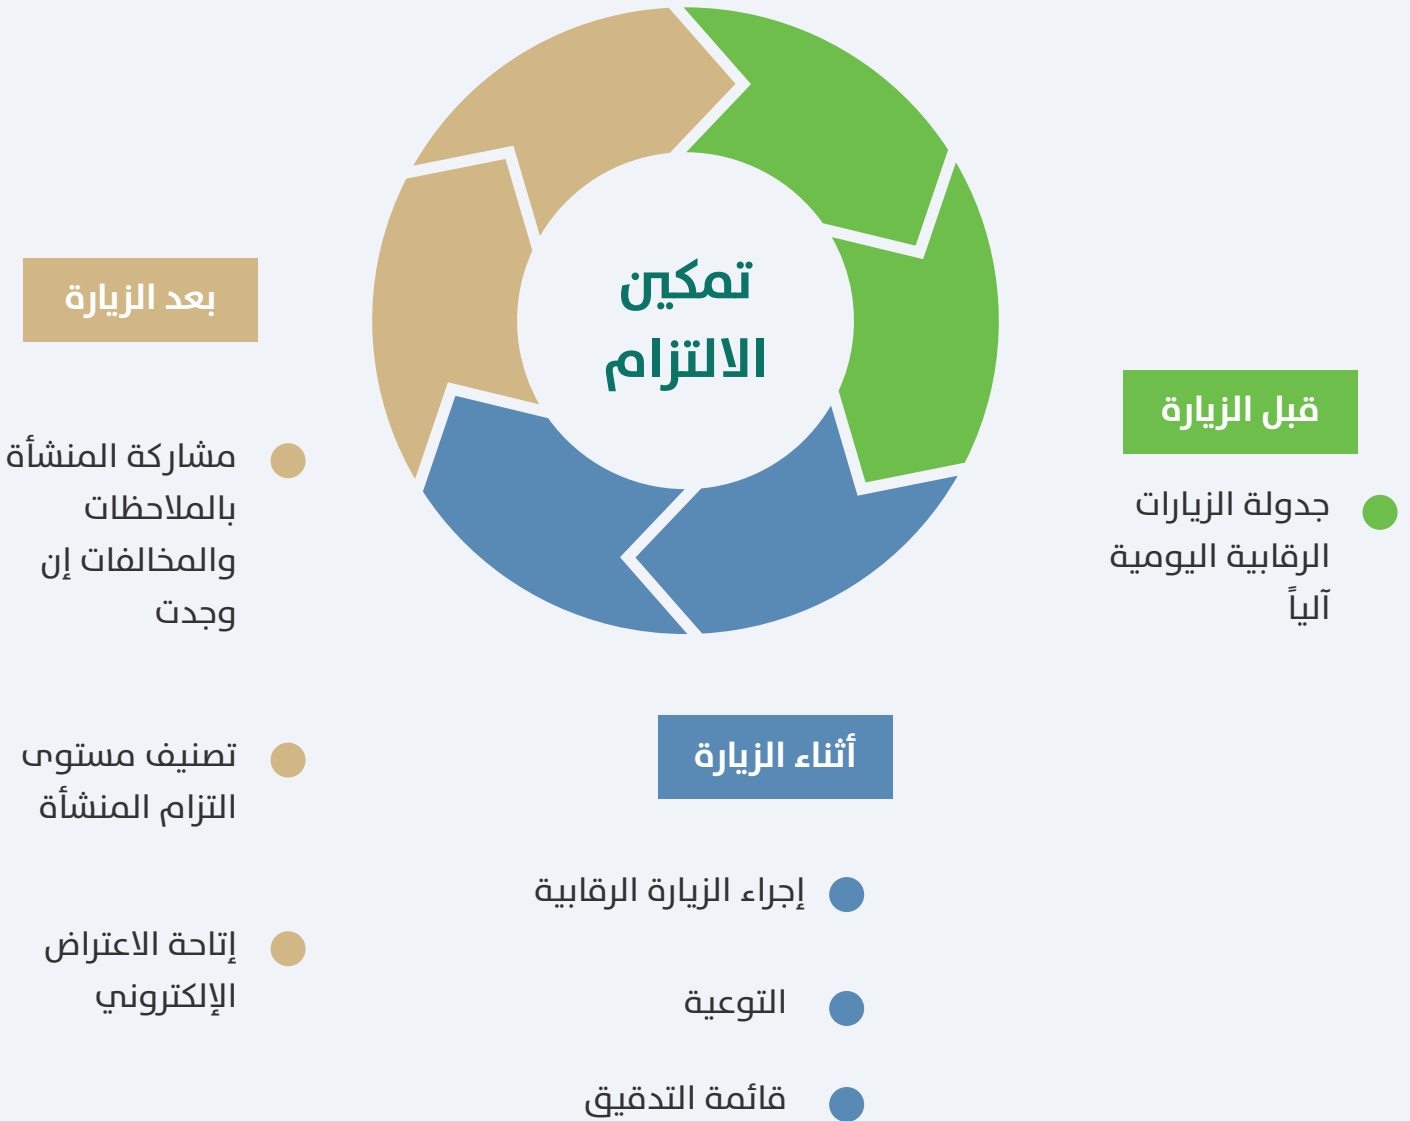 تمكين
الالتزام
قبل الزيارة
جدولة الزيارات
الرقابية اليومية
آلياً
أثناء الزيارة
إجراء الزيارة الرقابية
التوعية
قائمة التدقيق
بعد الزيارة
مشاركة المنشأة
بالملاحظات
والمخالفات إن
وجدت
تصنيف مستوى
التزام المنشأة
إتاحة الاعتراض
الإلكتروني